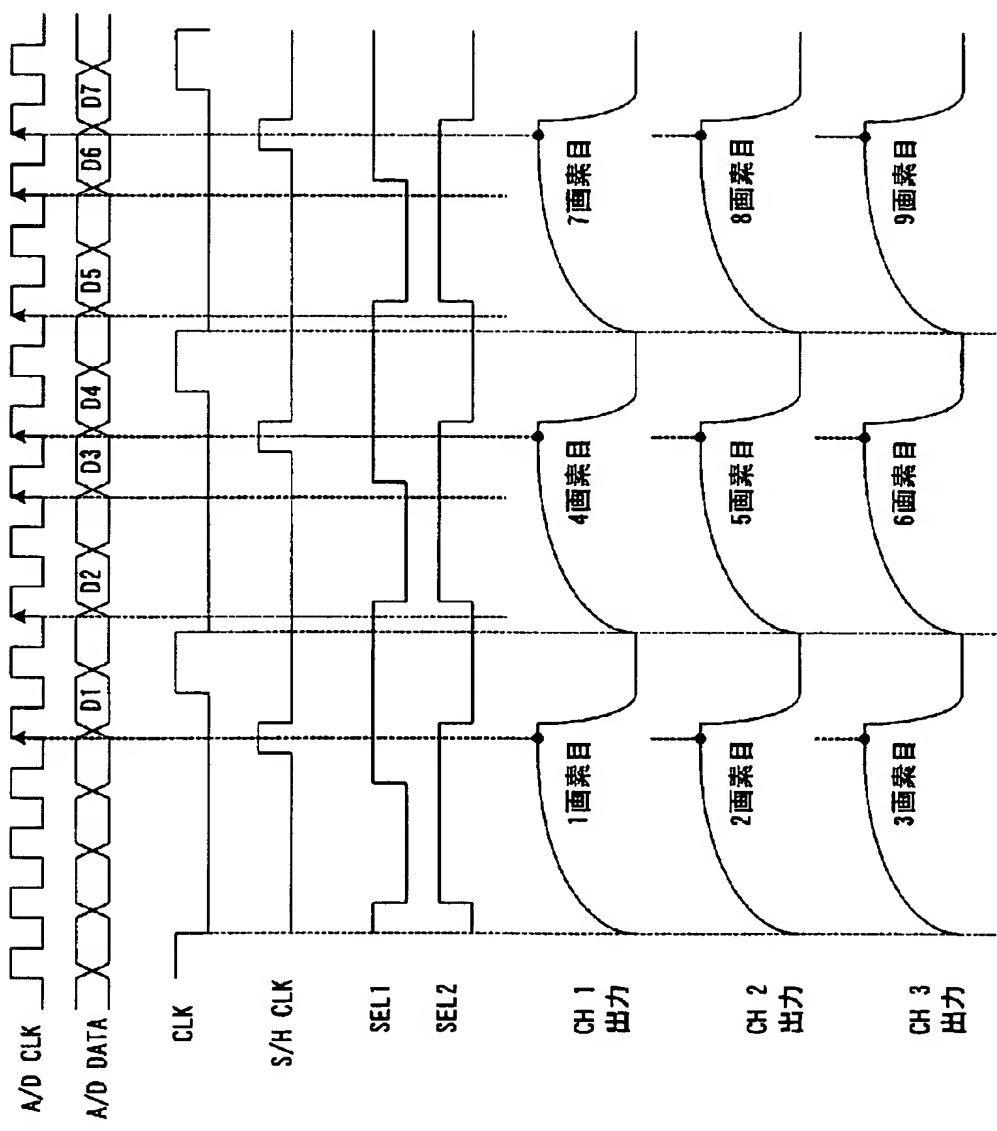 A/D CLK
A/D DATA
D1
D2
D3
D4
D5
D6
D7
CLK
S/H CLK
SEL1
SEL2
CH 1
出力
1画素目
4画素目
7画素目
CH 2
出力
2画素目
5画素目
8画素目
CH 3
出力
3画素目
6画素目
9画素目